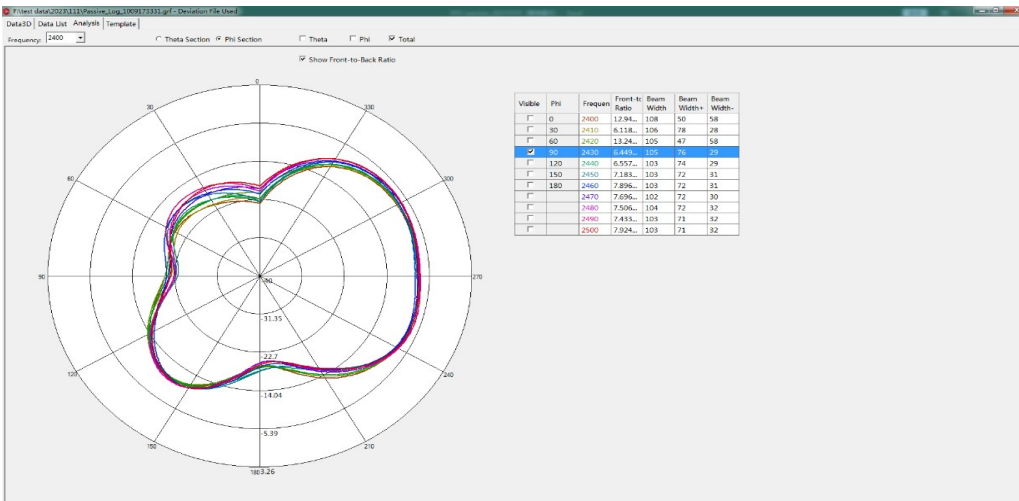 F:\test data\2023\111\Passive_Log_1009173331.grf - Deviation File Used
Data3D Data List Analysis Template
Frequency: 2400 Theta Section Phi Section Theta Phi Total
Show Front-to-Back Ratio
0
30 330
60 300
90 270
120 240
150 210
180
-40
-31.35
-22.7
-14.04
-5.39
3.26
Visible Phi Frequen Front-tc Ratio Beam Width Beam Width+ Beam Width-
0 2400 12.94... 108 50 58
30 2410 6.118... 106 78 28
60 2420 13.24... 105 47 58
90 2430 6.449... 105 76 29
120 2440 6.557... 103 74 29
150 2450 7.183... 103 72 31
180 2460 7.896... 103 72 31
2470 7.696... 102 72 30
2480 7.506... 104 72 32
2490 7.433... 103 71 32
2500 7.924... 103 71 32